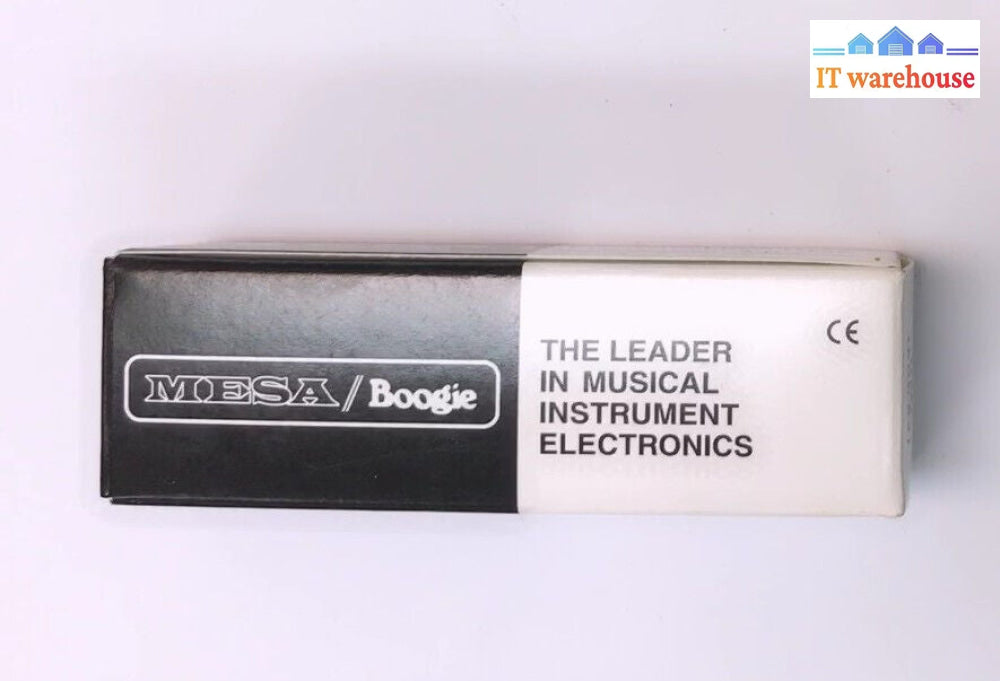 IT warehouse
MESA/Boogie
CE
THE LEADER
IN MUSICAL
INSTRUMENT
ELECTRONICS